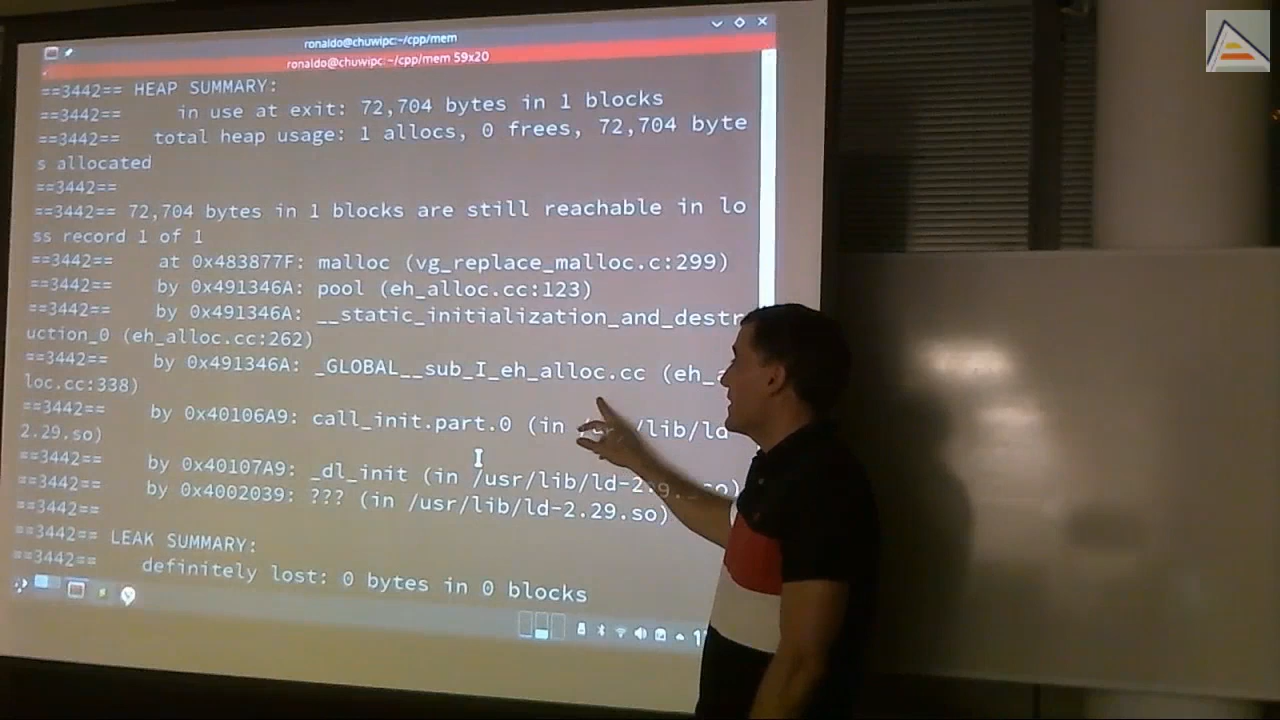 ronaldo@chuwipc:~/cpp/mem
ronaldo@chuwipc:~/cpp/mem 59x20
==3442== HEAP SUMMARY:
==3442== in use at exit: 72,704 bytes in 1 blocks
==3442== total heap usage: 1 allocs, 0 frees, 72,704 byte
s allocated
==3442==
==3442== 72,704 bytes in 1 blocks are still reachable in lo
ss record 1 of 1
==3442== at 0x483877F: malloc (vg_replace_malloc.c:299)
==3442== by 0x491346A: pool (eh_alloc.cc:123)
==3442== by 0x491346A: __static_initialization_and_destr
uction_0 (eh_alloc.cc:262)
==3442== by 0x491346A: _GLOBAL__sub_I_eh_alloc.cc (eh_a
loc.cc:338)
==3442== by 0x40106A9: call_init.part.0 (in /lib/ld-
2.29.so)
==3442== by 0x40107A9: _dl_init (in /usr/lib/ld-2.29.so)
==3442== by 0x4002039: ??? (in /usr/lib/ld-2.29.so)
==3442==
==3442== LEAK SUMMARY:
==3442== definitely lost: 0 bytes in 0 blocks